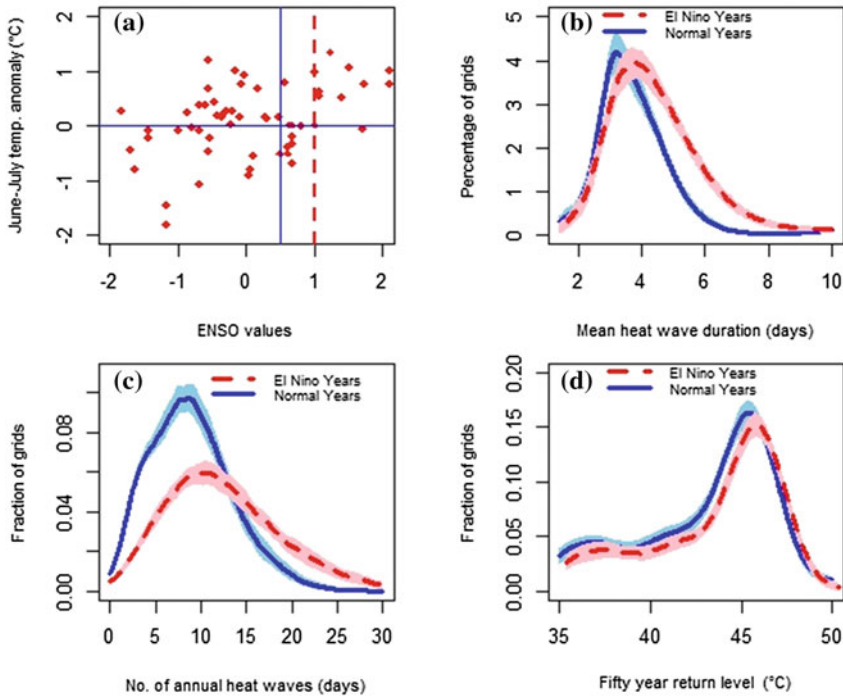 (a)
June-July temp. anomaly (°C)
2
1
0
-1
-2
-2
-1
0
1
2
ENSO values
(b)
El Nino Years
Normal Years
Percentage of grids
5
4
3
2
1
0
2
4
6
8
10
Mean heat wave duration (days)
(c)
El Nino Years
Normal Years
Fraction of grids
0.08
0.04
0.00
0
5
10
15
20
25
30
No. of annual heat waves (days)
(d)
El Nino Years
Normal Years
Fraction of grids
0.20
0.15
0.10
0.05
0.00
35
40
45
50
Fifty year return level (°C)